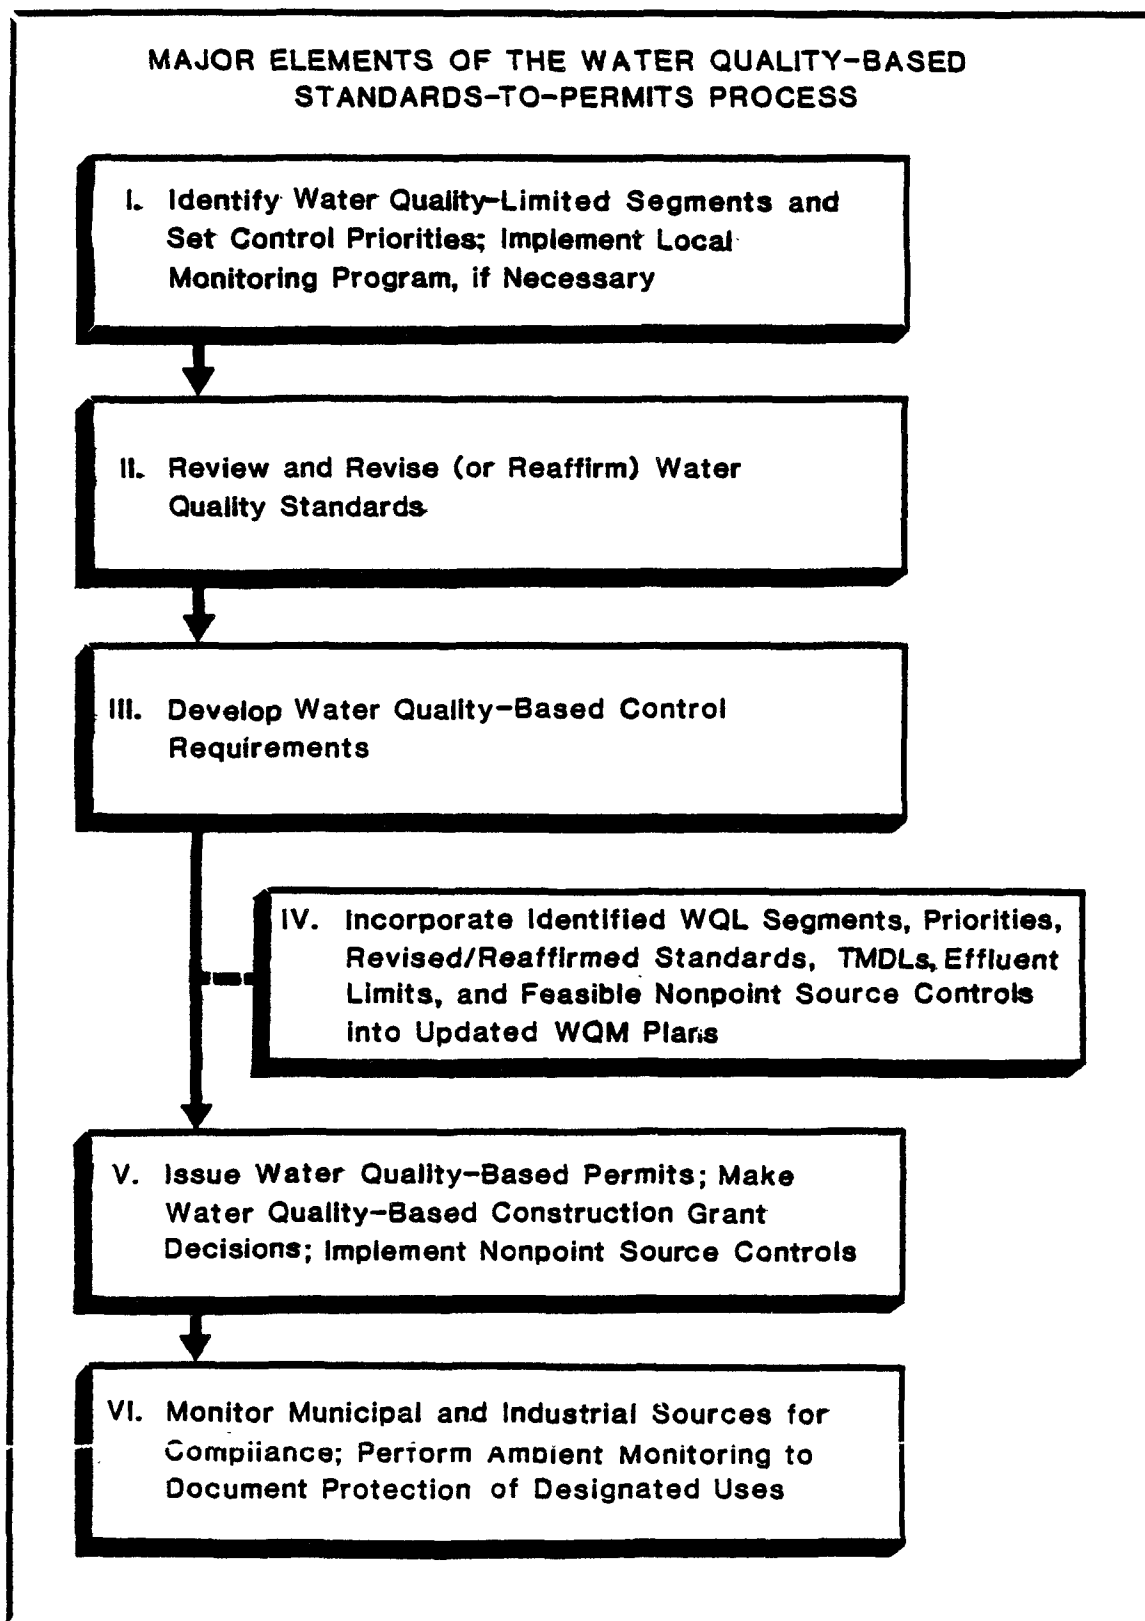 MAJOR ELEMENTS OF THE WATER QUALITY-BASED
STANDARDS-TO-PERMITS PROCESS
I. Identify Water Quality-Limited Segments and
Set Control Priorities; Implement Local
Monitoring Program, if Necessary
II. Review and Revise (or Reaffirm) Water
Quality Standards
III. Develop Water Quality-Based Control
Requirements
IV. Incorporate Identified WQL Segments, Priorities,
Revised/Reaffirmed Standards, TMDLs, Effluent
Limits, and Feasible Nonpoint Source Controls
into Updated WQM Plans
V. Issue Water Quality-Based Permits; Make
Water Quality-Based Construction Grant
Decisions; Implement Nonpoint Source Controls
VI. Monitor Municipal and Industrial Sources for
Compliance; Perform Ambient Monitoring to
Document Protection of Designated Uses